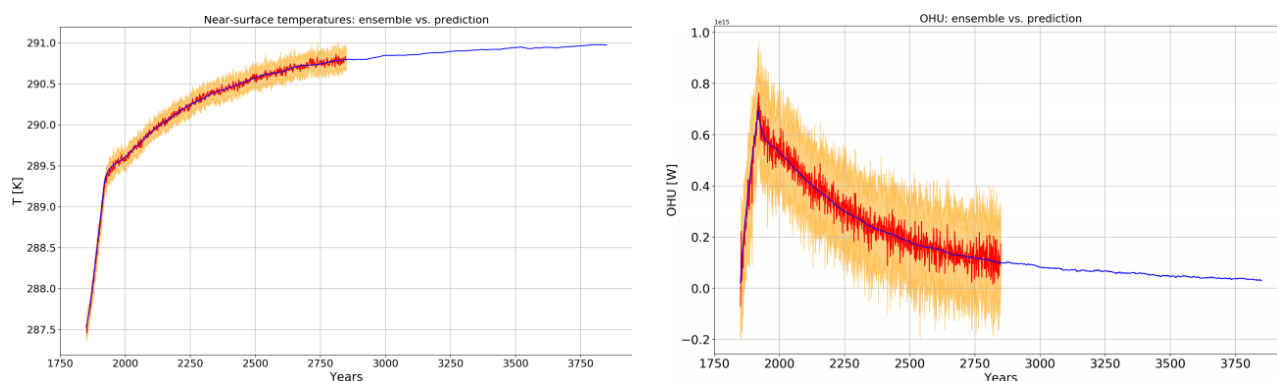 Near-surface temperatures: ensemble vs. prediction
T [K]
291.0
290.5
290.0
289.5
289.0
288.5
288.0
287.5
1750 2000 2250 2500 2750 3000 3250 3500 3750
Years
OHU: ensemble vs. prediction
1e15
OHU [W]
1.0
0.8
0.6
0.4
0.2
0.0
−0.2
1750 2000 2250 2500 2750 3000 3250 3500 3750
Years